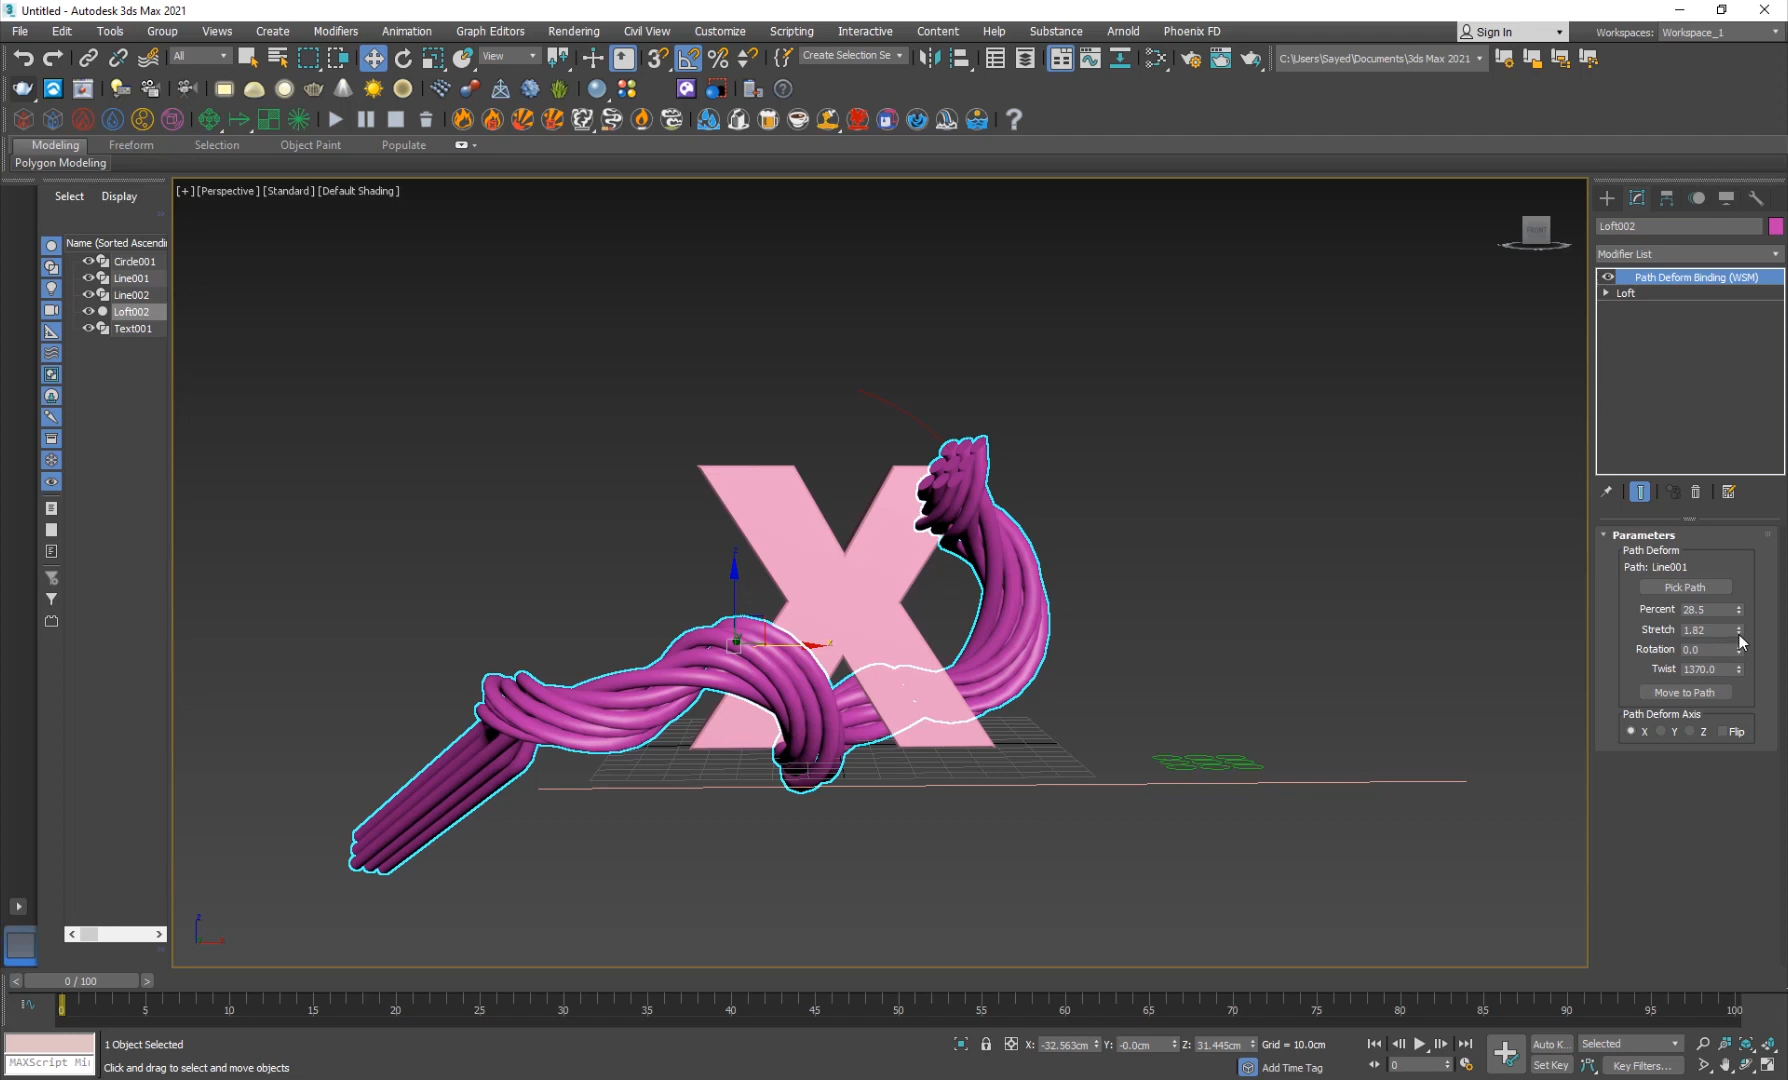 Untitled - Autodesk 3ds Max 2021
File Edit Tools Group Views Create Modifiers Animation Graph Editors Rendering Civil View Customize Scripting Interactive Content Help Substance Arnold Phoenix FD Sign In Workspaces: Workspace_1
All View Create Selection Se C:\Users\Sayed\Documents\3ds Max 2021
Modeling Freeform Selection Object Paint Populate
Polygon Modeling
Select Display
[+] [Perspective] [Standard] [Default Shading]
Name (Sorted Ascendi
Circle001
Line001
Line002
Loft002
Text001
FRONT
X
z
x
z
Loft002
Modifier List
Path Deform Binding (WSM)
Loft
Parameters
Path Deform
Path: Line001
Pick Path
Percent 28.5
Stretch 1.82
Rotation 0.0
Twist 1370.0
Move to Path
Path Deform Axis
X Y Z Flip
< >
< 0 / 100 >
0 5 10 15 20 25 30 35 40 45 50 55 60 65 70 75 80 85 90 95 100
1 Object Selected X: -32.563cm Y: -0.0cm Z: 31.445cm Grid = 10.0cm Auto K... Selected
MAXScript Mi Click and drag to select and move objects Add Time Tag 0 Set Key Key Filters...